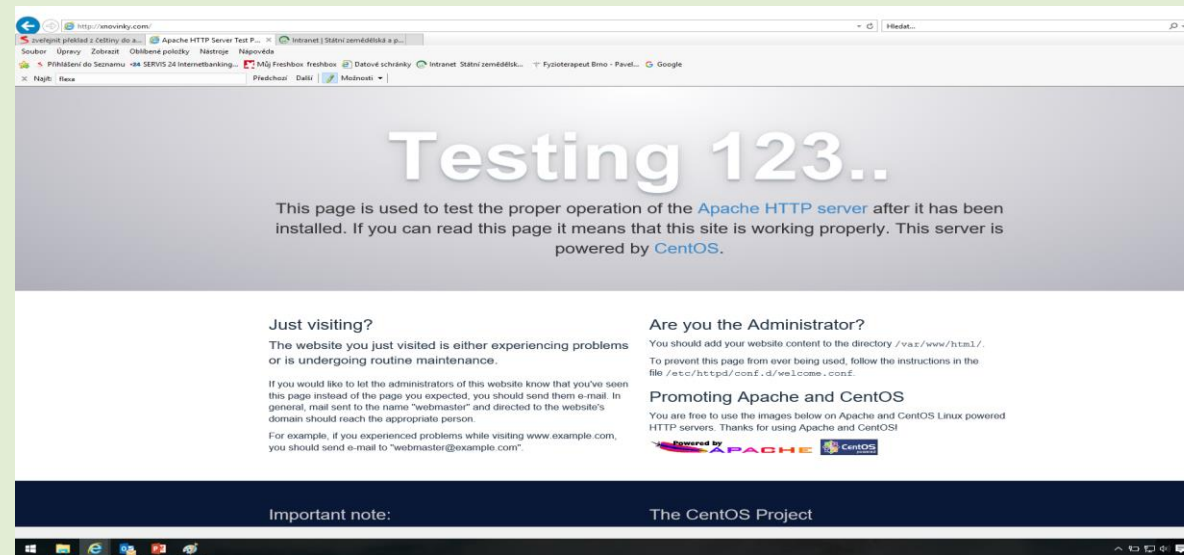 http://xnovinky.com/
Hledat...
zveřejnit překlad z češtiny do a...
Apache HTTP Server Test P...
Intranet | Státní zemědělská a p...
Soubor Úpravy Zobrazit Oblíbené položky Nástroje Nápověda
Přihlášení do Seznamu SERVIS 24 Internetbanking... Můj Freshbox freshbox Datové schránky Intranet Státní zemědělsk... Fyzioterapeut Brno - Pavel... Google
Najít: flexa Předchozí Další Možnosti
Testing 123..
This page is used to test the proper operation of the Apache HTTP server after it has been
installed. If you can read this page it means that this site is working properly. This server is
powered by CentOS.
Just visiting?
The website you just visited is either experiencing problems
or is undergoing routine maintenance.
If you would like to let the administrators of this website know that you've seen
this page instead of the page you expected, you should send them e-mail. In
general, mail sent to the name "webmaster" and directed to the website's
domain should reach the appropriate person.
For example, if you experienced problems while visiting www.example.com,
you should send e-mail to "webmaster@example.com".
Are you the Administrator?
You should add your website content to the directory /var/www/html/.
To prevent this page from ever being used, follow the instructions in the
file /etc/httpd/conf.d/welcome.conf.
Promoting Apache and CentOS
You are free to use the images below on Apache and CentOS Linux powered
HTTP servers. Thanks for using Apache and CentOS!
Powered by
APACHE
CentOS
Important note:
The CentOS Project